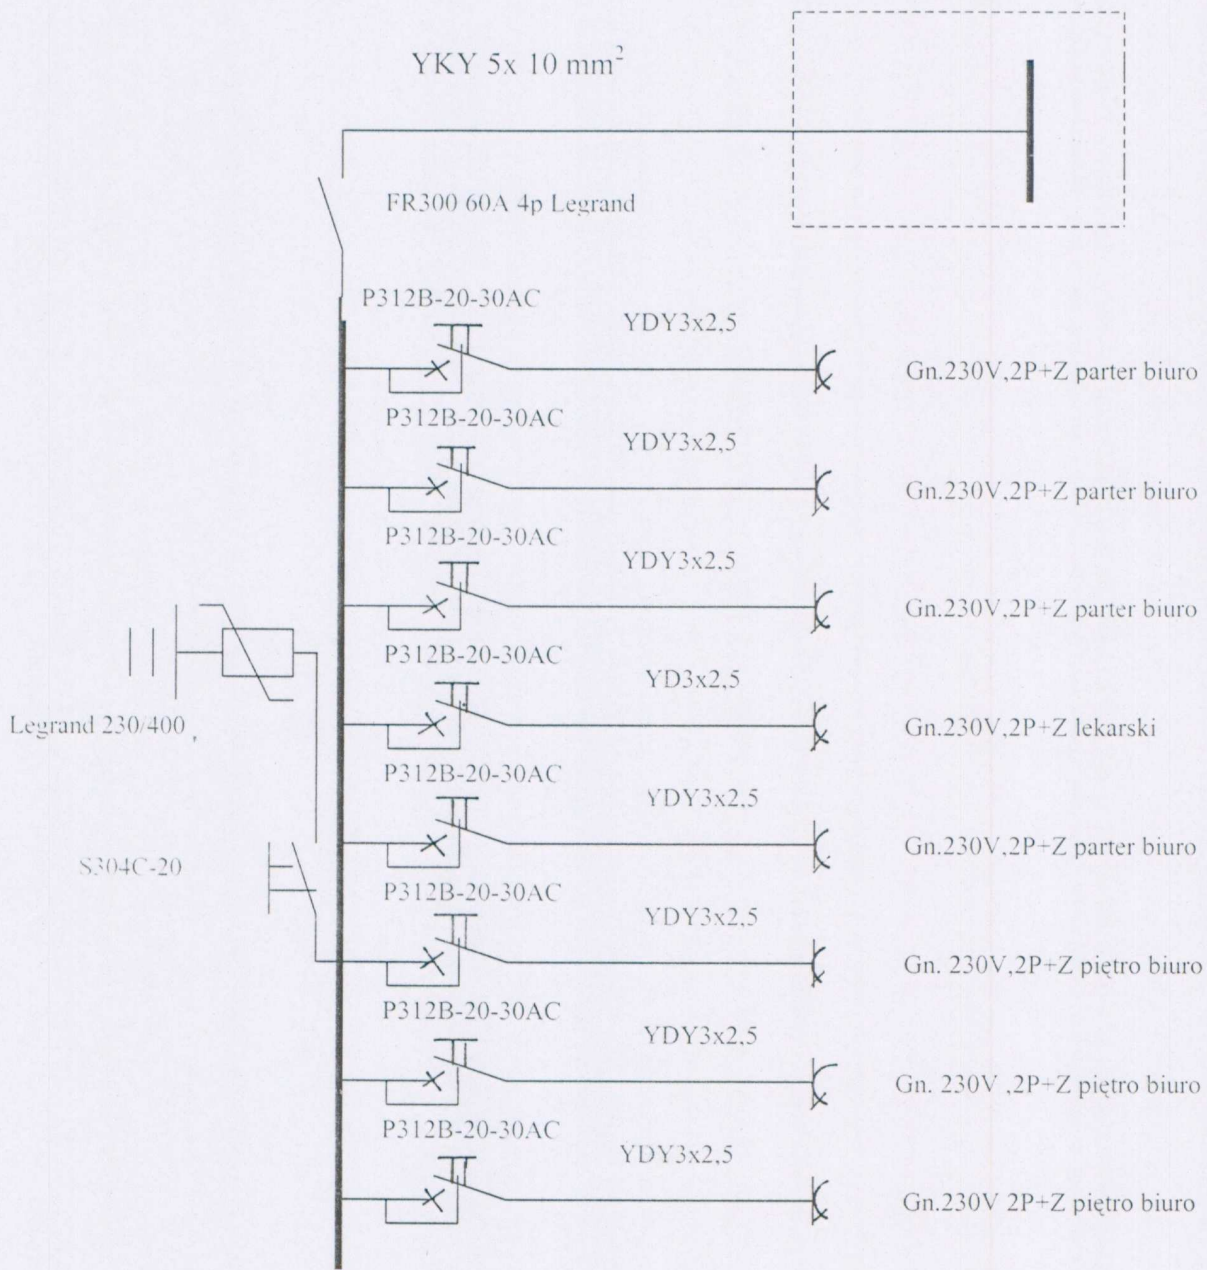 YKY 5x 10 mm²
FR300 60A 4p Legrand
P312B-20-30AC
YDY3x2,5
Gn.230V,2P+Z parter biuro
P312B-20-30AC
YDY3x2,5
Gn.230V,2P+Z parter biuro
P312B-20-30AC
YDY3x2,5
Gn.230V,2P+Z parter biuro
P312B-20-30AC
YD3x2,5
Gn.230V,2P+Z lekarski
Legrand 230/400
P312B-20-30AC
YDY3x2,5
Gn.230V,2P+Z parter biuro
S304C-20
P312B-20-30AC
YDY3x2,5
Gn. 230V,2P+Z piętro biuro
P312B-20-30AC
YDY3x2,5
Gn. 230V ,2P+Z piętro biuro
P312B-20-30AC
YDY3x2,5
Gn.230V 2P+Z piętro biuro